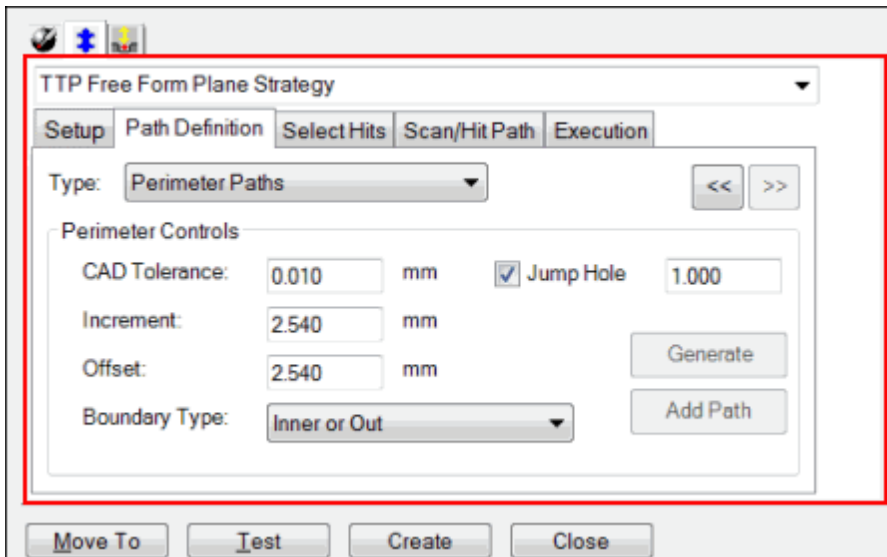 TTP Free Form Plane Strategy
Setup Path Definition Select Hits Scan/Hit Path Execution
Type: Perimeter Paths << >>
Perimeter Controls
CAD Tolerance: 0.010 mm Jump Hole 1.000
Increment: 2.540 mm
Generate
Offset: 2.540 mm
Add Path
Boundary Type: Inner or Out
Move To Test Create Close